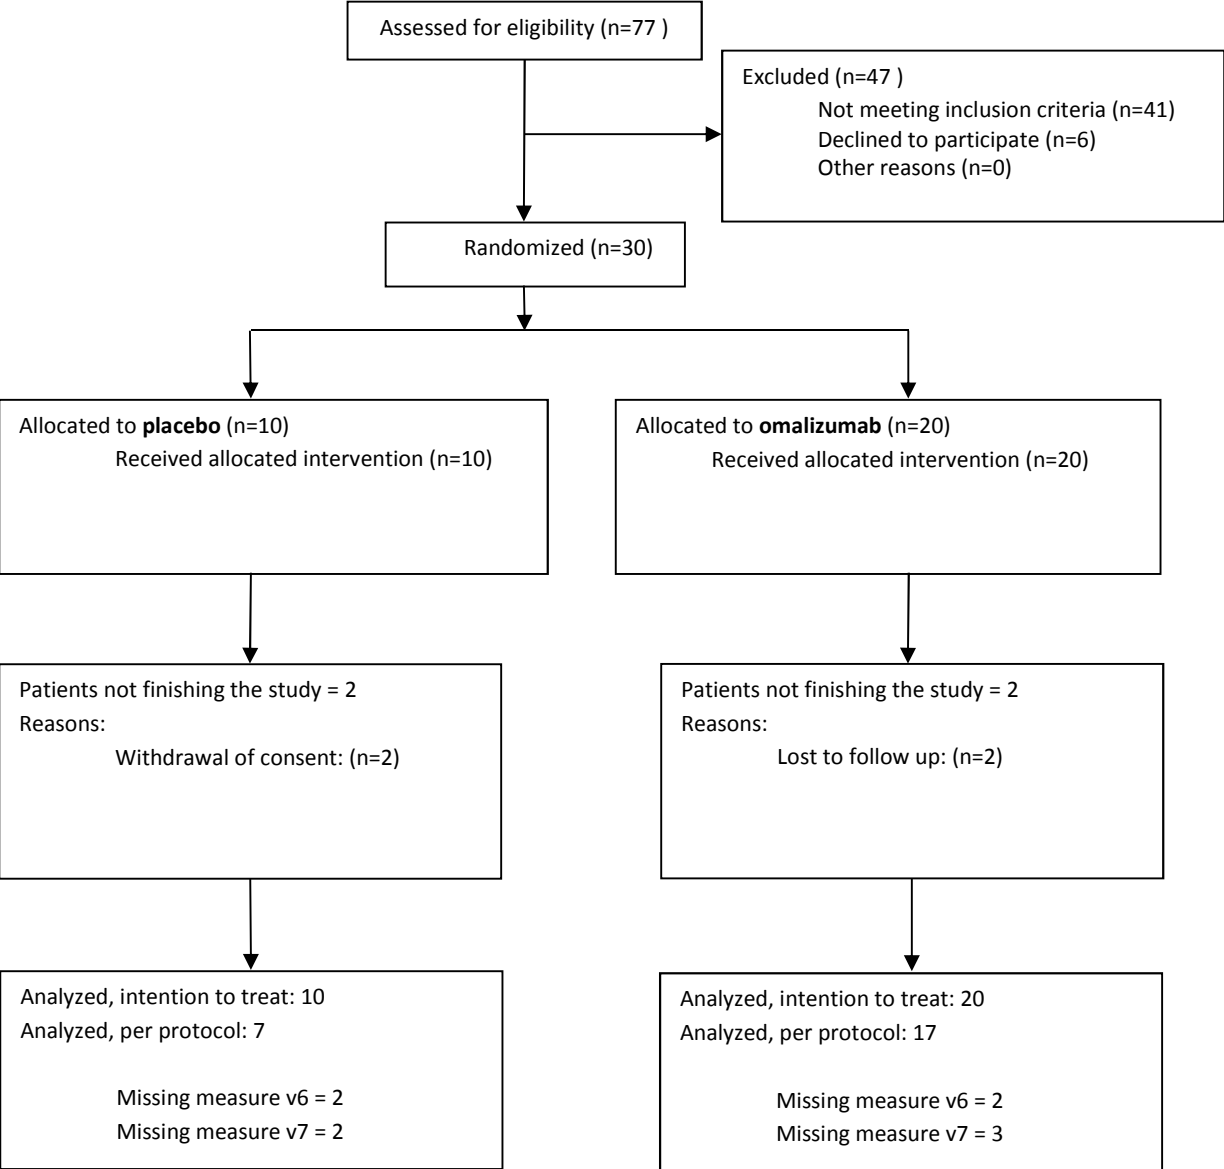 Assessed for eligibility (n=77 )
Excluded (n=47 )
Not meeting inclusion criteria (n=41)
Declined to participate (n=6)
Other reasons (n=0)
Randomized (n=30)
Allocated to placebo (n=10)
Received allocated intervention (n=10)
Allocated to omalizumab (n=20)
Received allocated intervention (n=20)
Patients not finishing the study = 2
Reasons:
Withdrawal of consent: (n=2)
Patients not finishing the study = 2
Reasons:
Lost to follow up: (n=2)
Analyzed, intention to treat: 10
Analyzed, per protocol: 7
Missing measure v6 = 2
Missing measure v7 = 2
Analyzed, intention to treat: 20
Analyzed, per protocol: 17
Missing measure v6 = 2
Missing measure v7 = 3